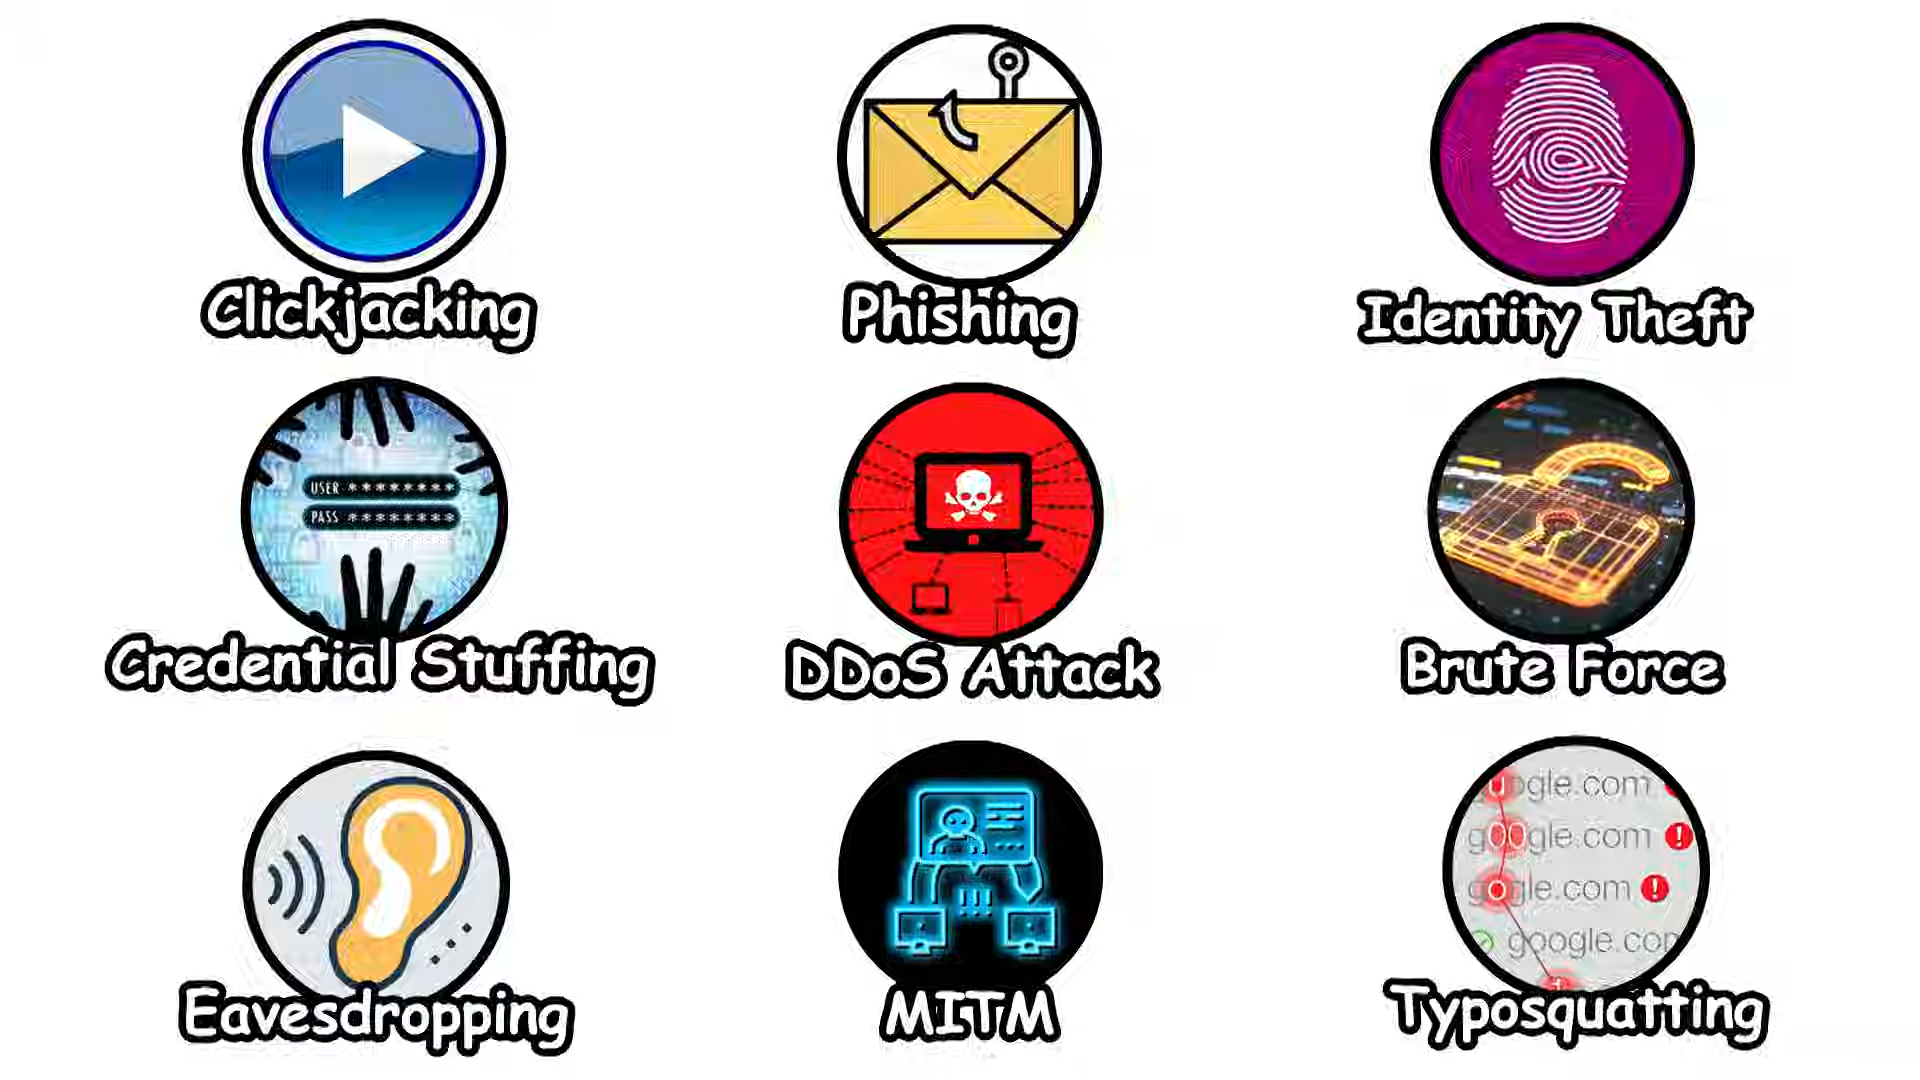 Clickjacking
Phishing
Identity Theft
USER ********
PASS ********
Credential Stuffing
DDoS Attack
Brute Force
Eavesdropping
MITM
uogle.com
g00gle.com !
gogle.com !
google.com
Typosquatting